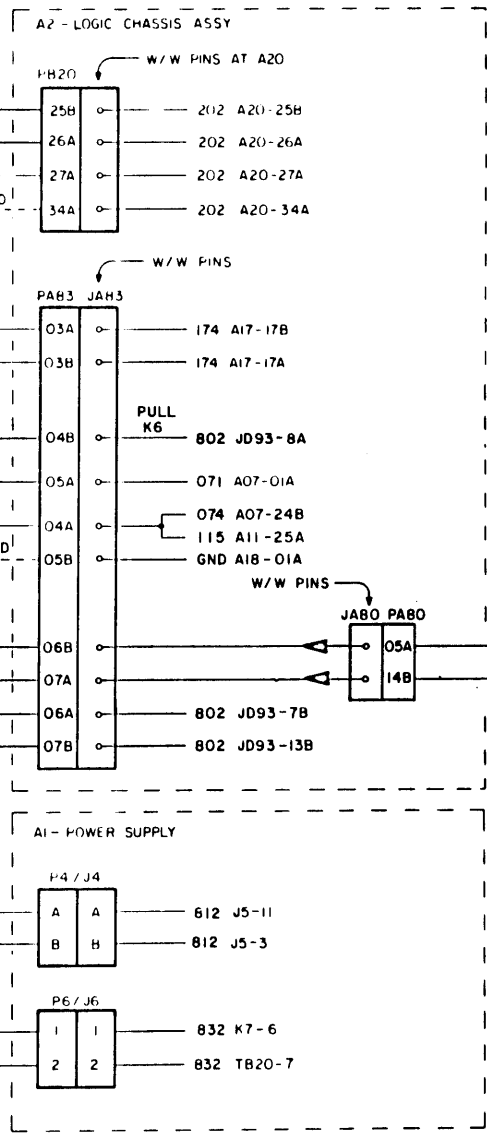 A2 - LOGIC CHASSIS ASSY
W/W PINS AT A20
PB20
25B 202 A20-25B
26A 202 A20-26A
27A 202 A20-27A
34A 202 A20-34A
W/W PINS
PA83 JA83
03A 174 A17-17B
03B 174 A17-17A
PULL
K6
04B 802 JD93-8A
05A 071 A07-01A
074 A07-24B
04A
115 A11-25A
D
05B GND A18-01A
W/W PINS
JA80 PA80
06B 05A
07A 14B
06A 802 JD93-7B
07B 802 JD93-13B
A1- POWER SUPPLY
P4 / J4
A A 812 J5-11
B B 812 J5-3
P6 / J6
1 1 832 K7-6
2 2 832 TB20-7